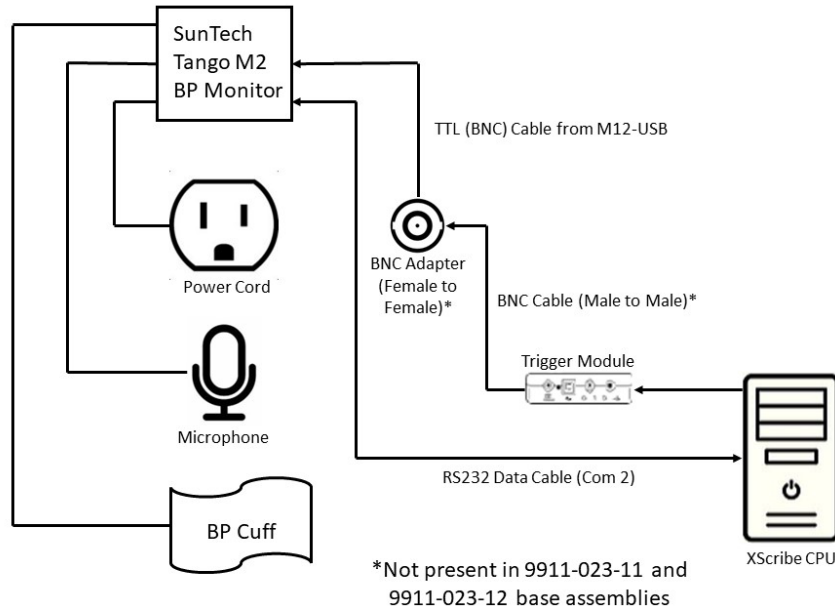 SunTech
Tango M2
BP Monitor
TTL (BNC) Cable from M12-USB
BNC Adapter
(Female to
Female)*
Power Cord
BNC Cable (Male to Male)*
Trigger Module
Microphone
RS232 Data Cable (Com 2)
BP Cuff
XScribe CPU
*Not present in 9911-023-11 and
9911-023-12 base assemblies